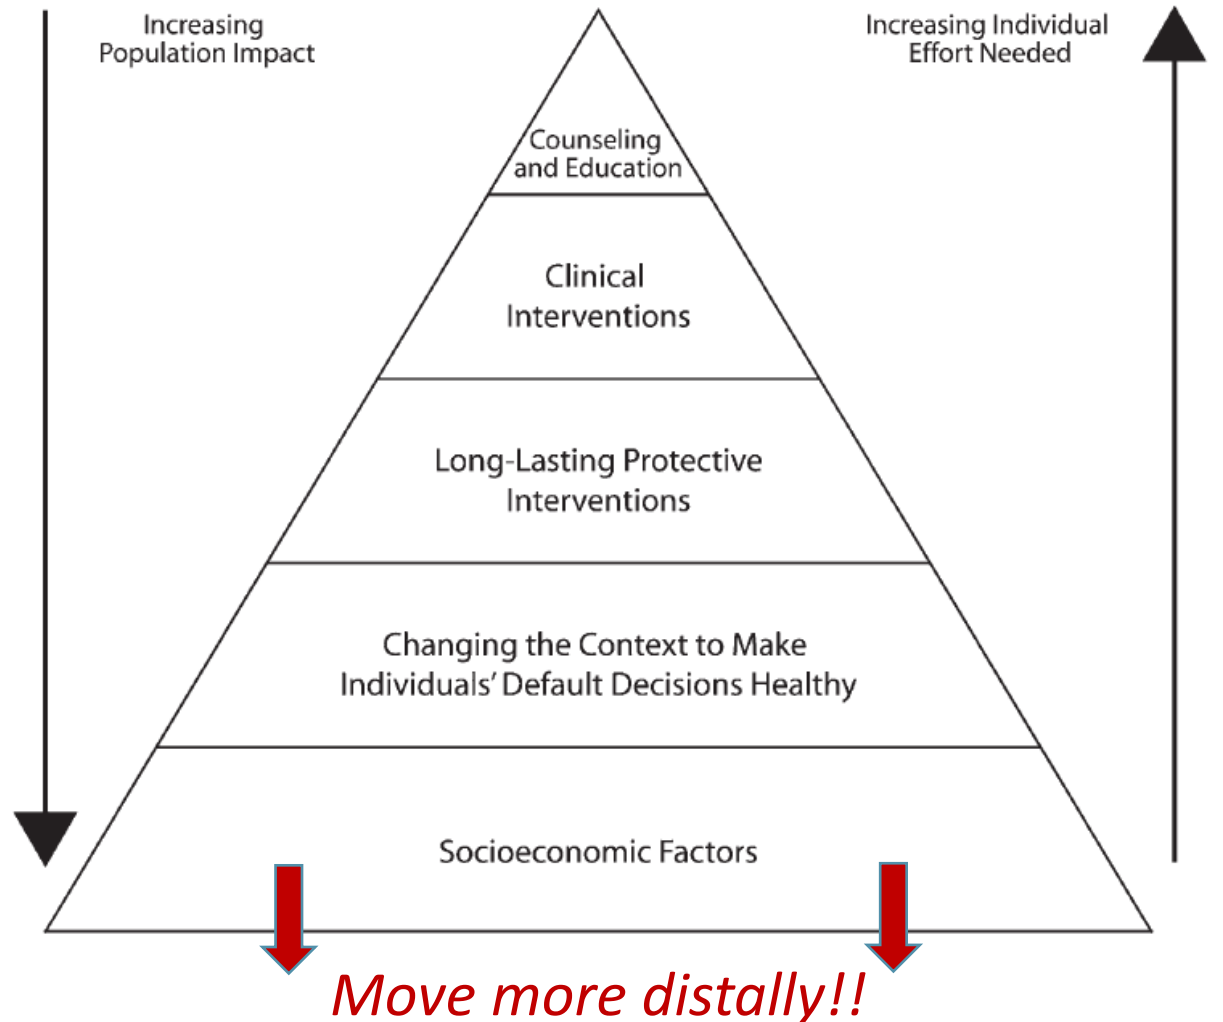 Increasing
Population Impact
Increasing Individual
Effort Needed
Counseling
and Education
Clinical
Interventions
Long-Lasting Protective
Interventions
Changing the Context to Make
Individuals’ Default Decisions Healthy
Socioeconomic Factors
Move more distally!!